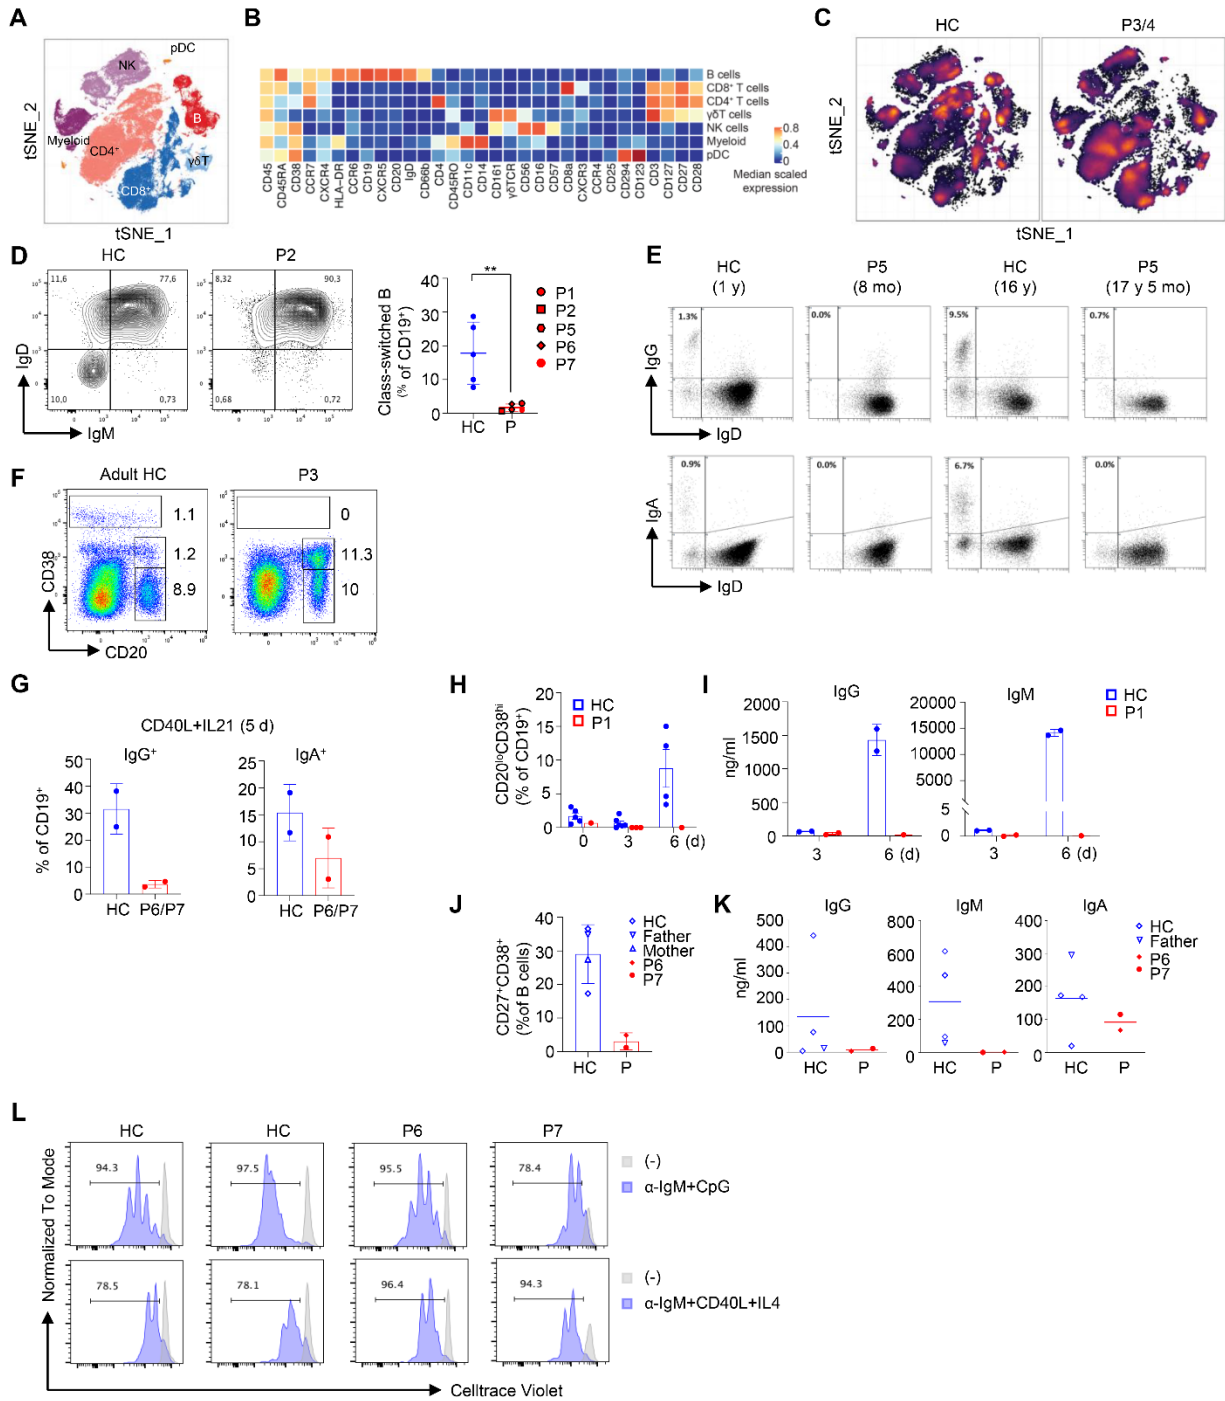 A
pDC
NK
B
Myeloid
CD4+
γδT
CD8+
tSNE_2
tSNE_1
B
B cells
CD8+ T cells
CD4+ T cells
γδT cells
NK cells
Myeloid
pDC
CD45
CD45RA
CD38
CCR7
CXCR4
HLA-DR
CCR6
CD19
CXCR5
CD20
IgD
CD66b
CD4
CD45RO
CD11c
CD14
CD161
γδTCR
CD56
CD16
CD57
CD8a
CXCR3
CCR4
CD25
CD294
CD123
CD3
CD127
CD27
CD28
0.8
0.4
0
Median scaled
expression
C
HC
P3/4
tSNE_2
tSNE_1
D
HC
P2
11,6
77,6
10,0
0,73
8,32
90,3
0,68
0,72
IgD
IgM
Class-switched B
(% of CD19+)
40
30
20
10
0
**
HC
P
P1
P2
P5
P6
P7
E
HC
(1 y)
P5
(8 mo)
HC
(16 y)
P5
(17 y 5 mo)
1.3%
0.0%
9.5%
0.7%
IgG
IgD
0.9%
0.0%
6.7%
0.0%
IgA
IgD
F
Adult HC
P3
1.1
1.2
8.9
0
11.3
10
CD38
CD20
G
CD40L+IL21 (5 d)
IgG+
IgA+
% of CD19+
50
40
30
20
10
0
HC
P6/P7
25
20
15
10
5
0
HC
P6/P7
H
CD20loCD38hi
(% of CD19+)
20
15
10
5
0
0
3
6 (d)
HC
P1
I
IgG
IgM
ng/ml
2000
1500
1000
500
0
3
6 (d)
20000
15000
10000
5000
5
0
3
6 (d)
HC
P1
J
CD27+CD38+
(%of B cells)
40
30
20
10
0
HC
P
HC
Father
Mother
P6
P7
K
IgG
IgM
IgA
ng/ml
500
400
300
200
100
0
HC
P
800
600
400
200
0
HC
P
400
300
200
100
0
HC
P
HC
Father
P6
P7
L
HC
HC
P6
P7
94.3
97.5
95.5
78.4
(-)
α-IgM+CpG
78.5
78.1
96.4
94.3
(-)
α-IgM+CD40L+IL4
Normalized To Mode
Celltrace Violet